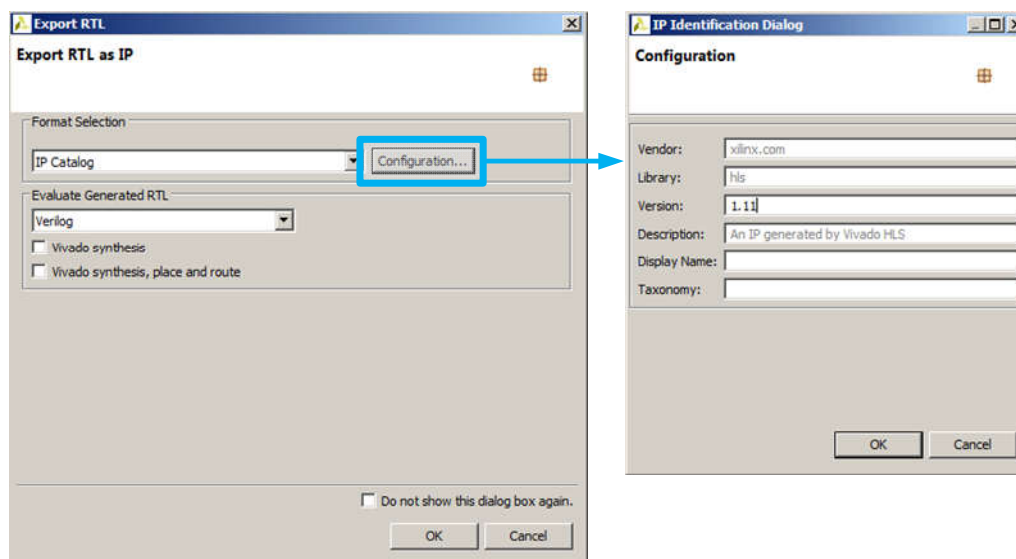 Export RTL
Export RTL as IP
Format Selection
IP Catalog
Configuration...
Evaluate Generated RTL
Verilog
Vivado synthesis
Vivado synthesis, place and route
Do not show this dialog box again.
OK
Cancel
IP Identification Dialog
Configuration
Vendor: xilinx.com
Library: hls
Version: 1.11
Description: An IP generated by Vivado HLS
Display Name:
Taxonomy:
OK
Cancel